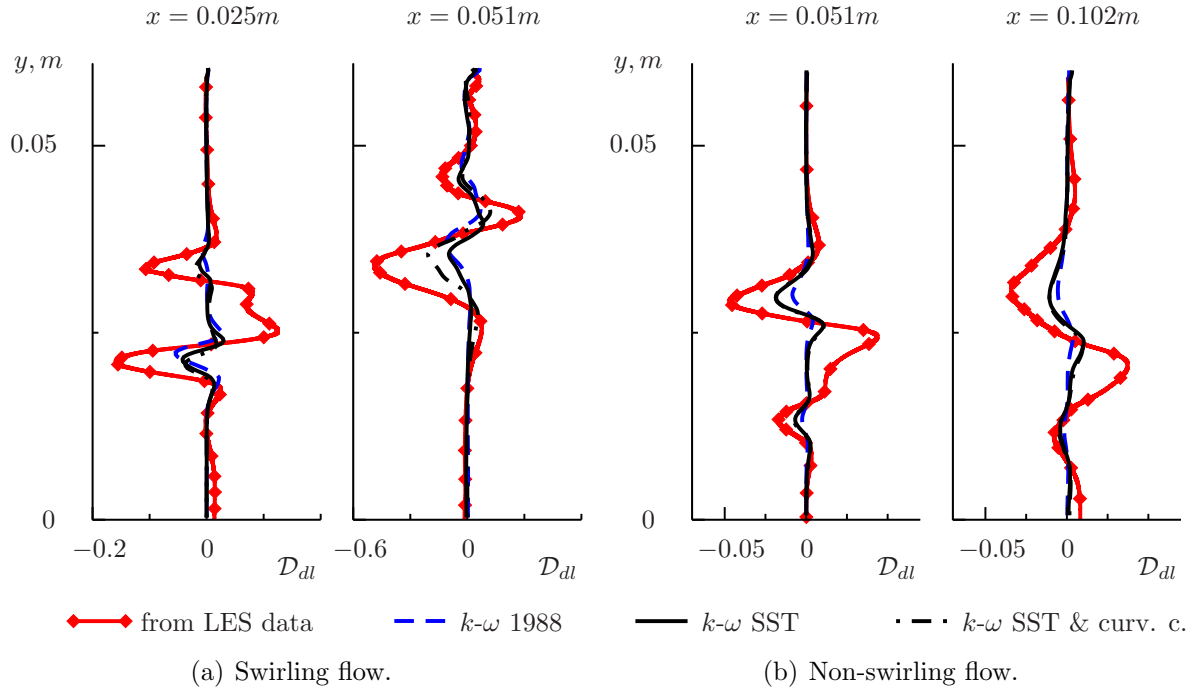 x = 0.025m x = 0.051m x = 0.051m x = 0.102m
y, m
0.05 0.05
0 0
−0.2 0 −0.6 0 −0.05 0 −0.05 0
𝒟dl 𝒟dl 𝒟dl 𝒟dl
from LES data k-ω 1988 k-ω SST k-ω SST & curv. c.
(a) Swirling flow. (b) Non-swirling flow.